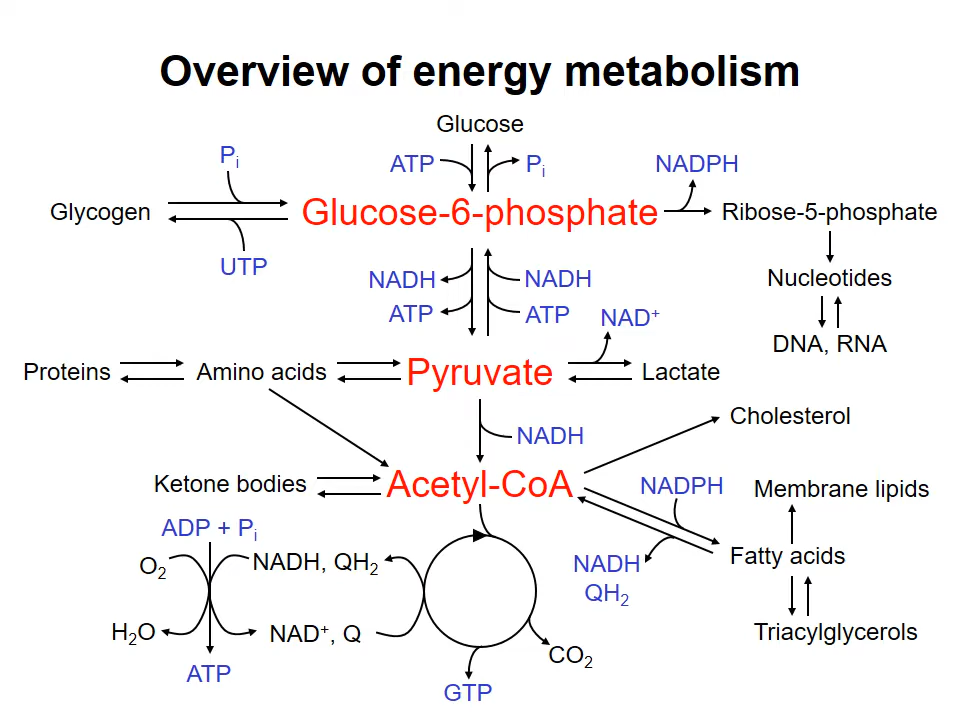 Overview of energy metabolism
Glucose
Pi
ATP
Pi
NADPH
Glycogen
Glucose-6-phosphate
Ribose-5-phosphate
UTP
NADH
NADH
Nucleotides
ATP
ATP
NAD+
DNA, RNA
Proteins
Amino acids
Pyruvate
Lactate
Cholesterol
NADH
Ketone bodies
Acetyl-CoA
NADPH
Membrane lipids
ADP + Pi
O2
NADH, QH2
NADH
QH2
Fatty acids
H2O
NAD+, Q
CO2
Triacylglycerols
ATP
GTP